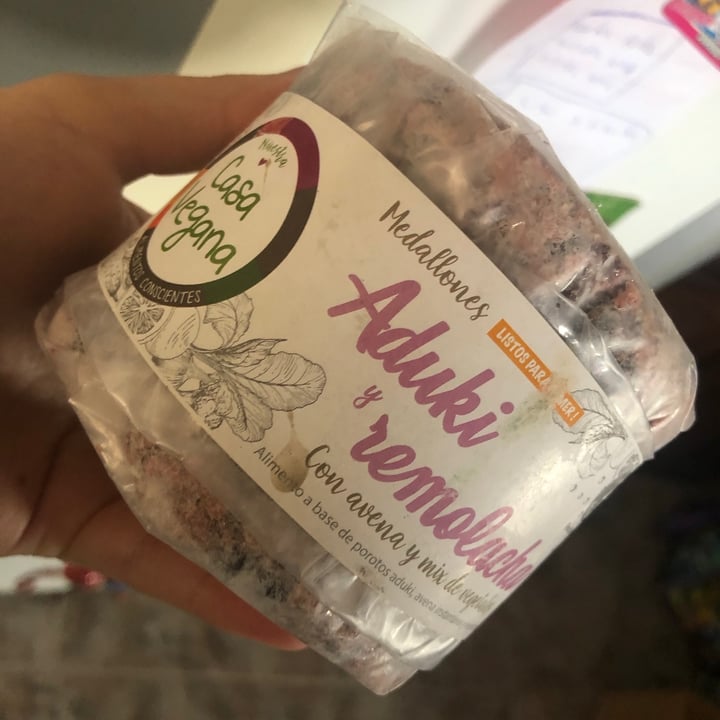 Nuestra
Casa
Vegana
CONSCIENTES
Medallones
Aduki
y
remolacha
LISTOS PARA
Con avena y mix de
Alimento a base de porotos aduki, avena